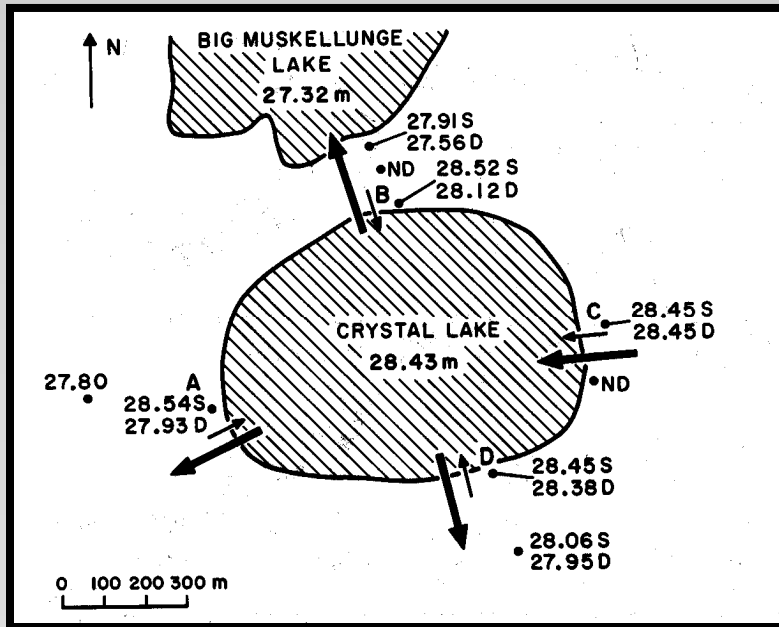 N
BIG MUSKELLUNGE
LAKE
27.32 m
27.91 S
27.56 D
ND
28.52 S
28.12 D
B
C
28.45 S
28.45 D
CRYSTAL LAKE
28.43 m
ND
27.80
A
28.54 S
27.93 D
D
28.45 S
28.38 D
28.06 S
27.95 D
0 100 200 300 m